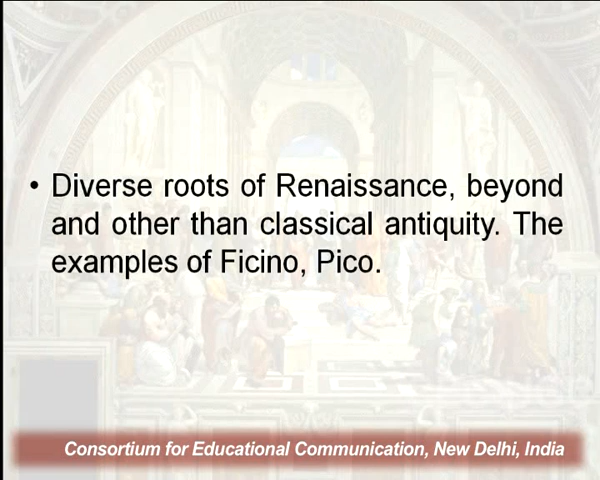 • Diverse roots of Renaissance, beyond
and other than classical antiquity. The
examples of Ficino, Pico.
Consortium for Educational Communication, New Delhi, India